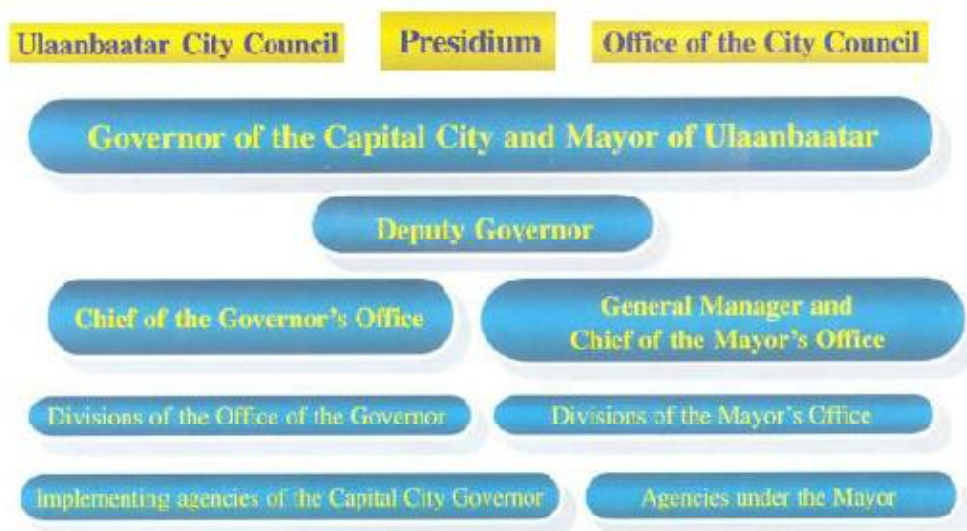 Ulaanbaatar City Council
Presidium
Office of the City Council
Governor of the Capital City and Mayor of Ulaanbaatar
Deputy Governor
Chief of the Governor's Office
General Manager and
Chief of the Mayor's Office
Divisions of the Office of the Governor
Divisions of the Mayor's Office
Implementing agencies of the Capital City Governor
Agencies under the Mayor